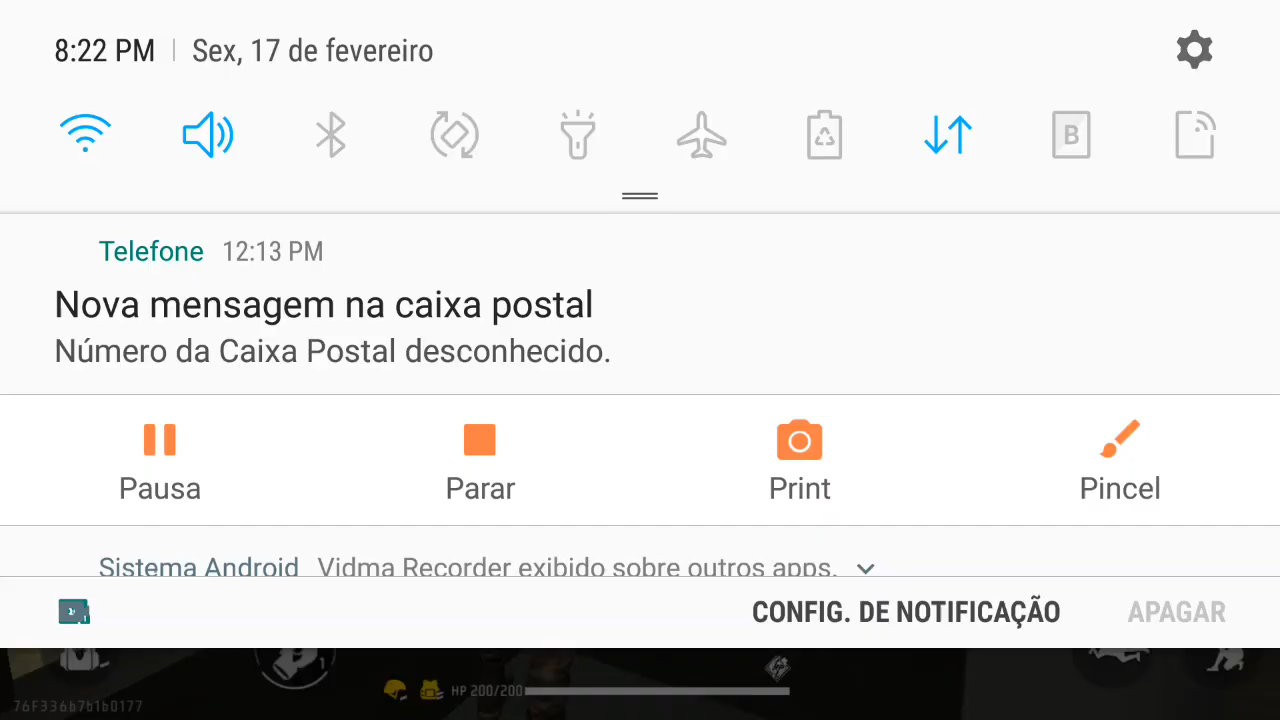 8:22 PM | Sex, 17 de fevereiro
B
Telefone 12:13 PM
Nova mensagem na caixa postal
Número da Caixa Postal desconhecido.
Pausa Parar Print Pincel
Sistema Android Vidma Recorder exibido sobre outros apps.
CONFIG. DE NOTIFICAÇÃO APAGAR
1
HP 200/200
76F336b7b1b0177